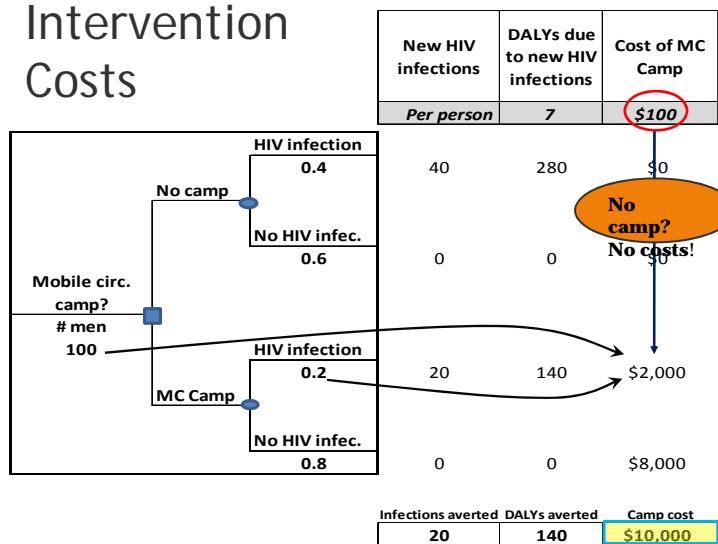 Intervention
Costs
New HIV
infections
DALYs due
to new HIV
infections
Cost of MC
Camp
Per person 7 $100
HIV infection
0.4 40 280 $0
No camp
No
camp?
No costs!
No HIV infec.
0.6 0 0 $0
Mobile circ.
camp?
# men
100
HIV infection
0.2 20 140 $2,000
MC Camp
No HIV infec.
0.8 0 0 $8,000
Infections averted DALYs averted Camp cost
20 140 $10,000